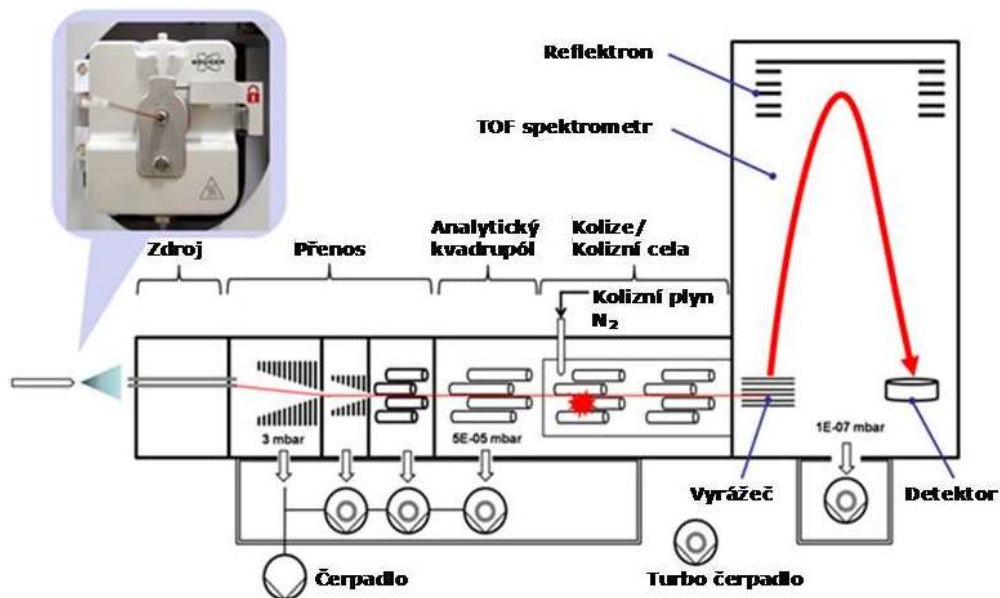 BRUKER
Reflektron
TOF spektrometr
Zdroj
Přenos
Analytický
kvadrupól
Kolize/
Kolizní cela
Kolizní plyn
N₂
3 mbar
5E-05 mbar
1E-07 mbar
Vyrážeč
Detektor
Čerpadlo
Turbo čerpadlo